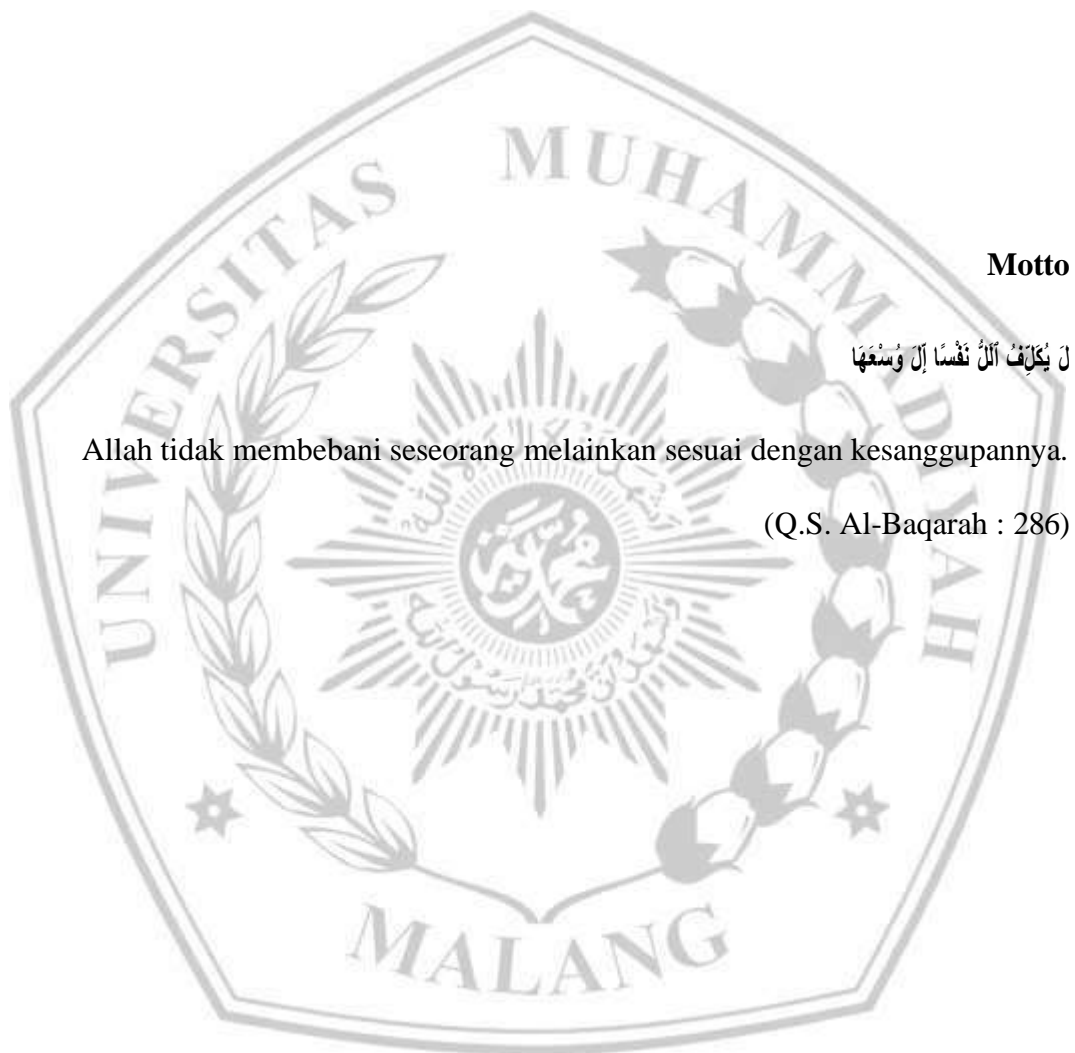 UNIVERSITAS MUHAMMADIYAH
MALANG
Motto
لَ يُكَلِّفُ ٱللَّ نَفْسًا إِلَ وُسْعَهَا
Allah tidak membebani seseorang melainkan sesuai dengan kesanggupannya.
(Q.S. Al-Baqarah : 286)